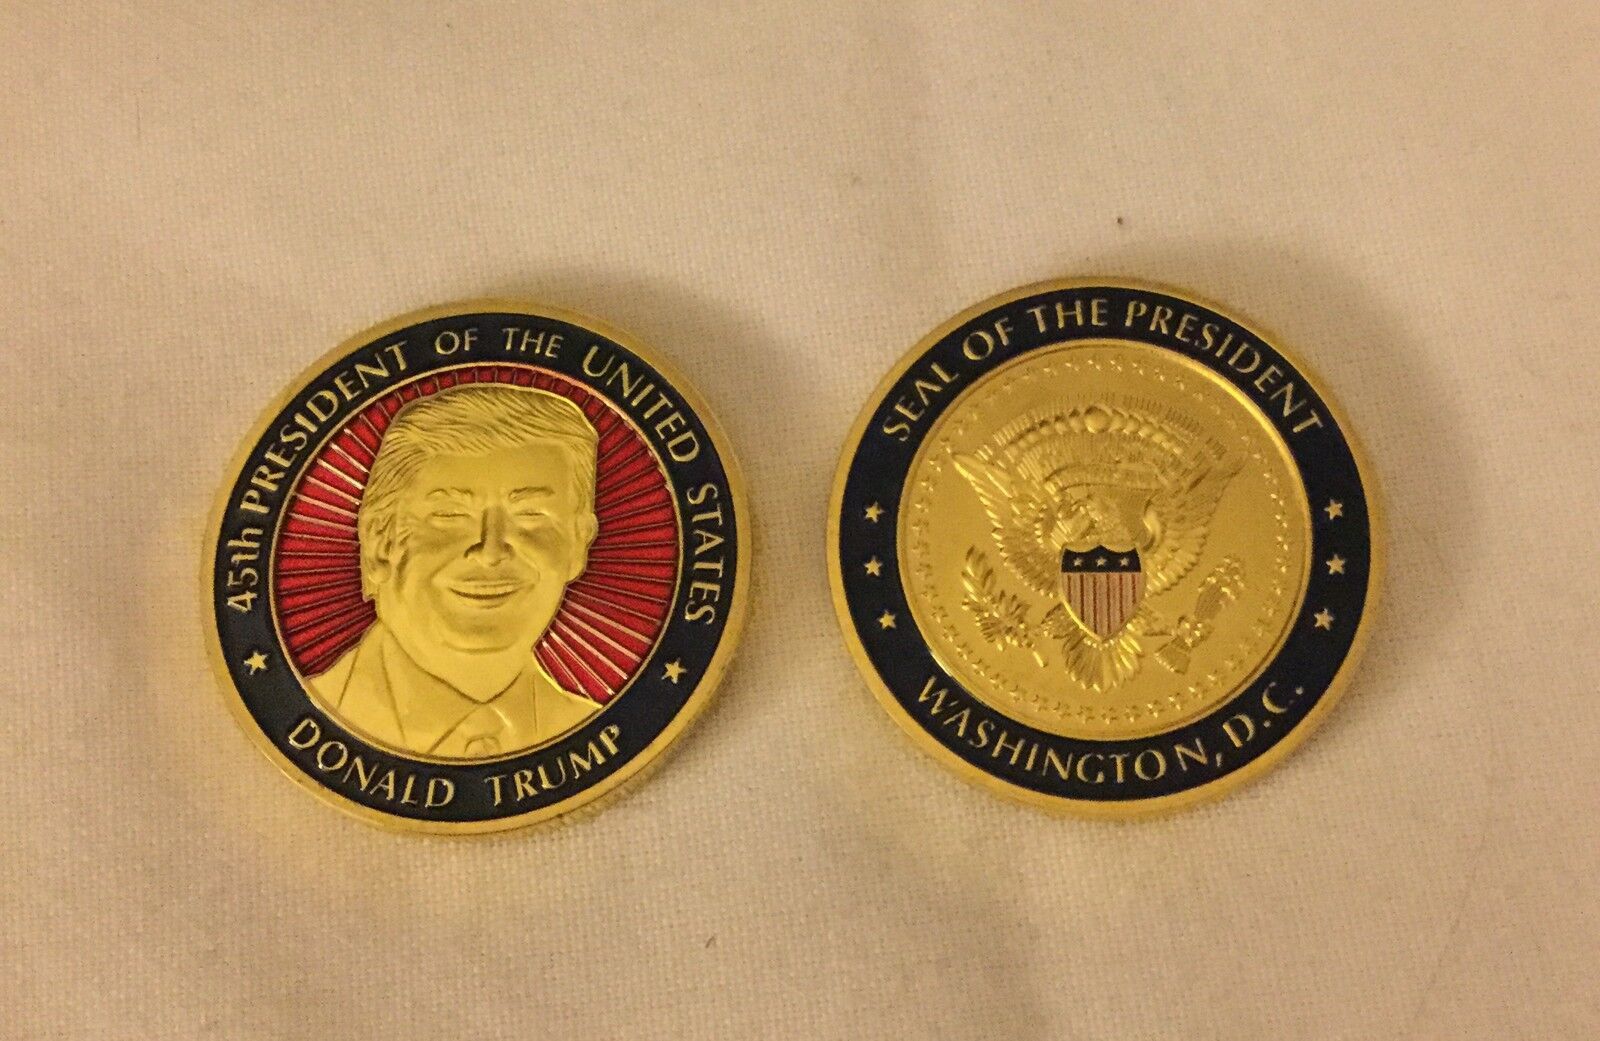 45th PRESIDENT OF THE UNITED STATES
DONALD TRUMP
SEAL OF THE PRESIDENT
WASHINGTON, D.C.